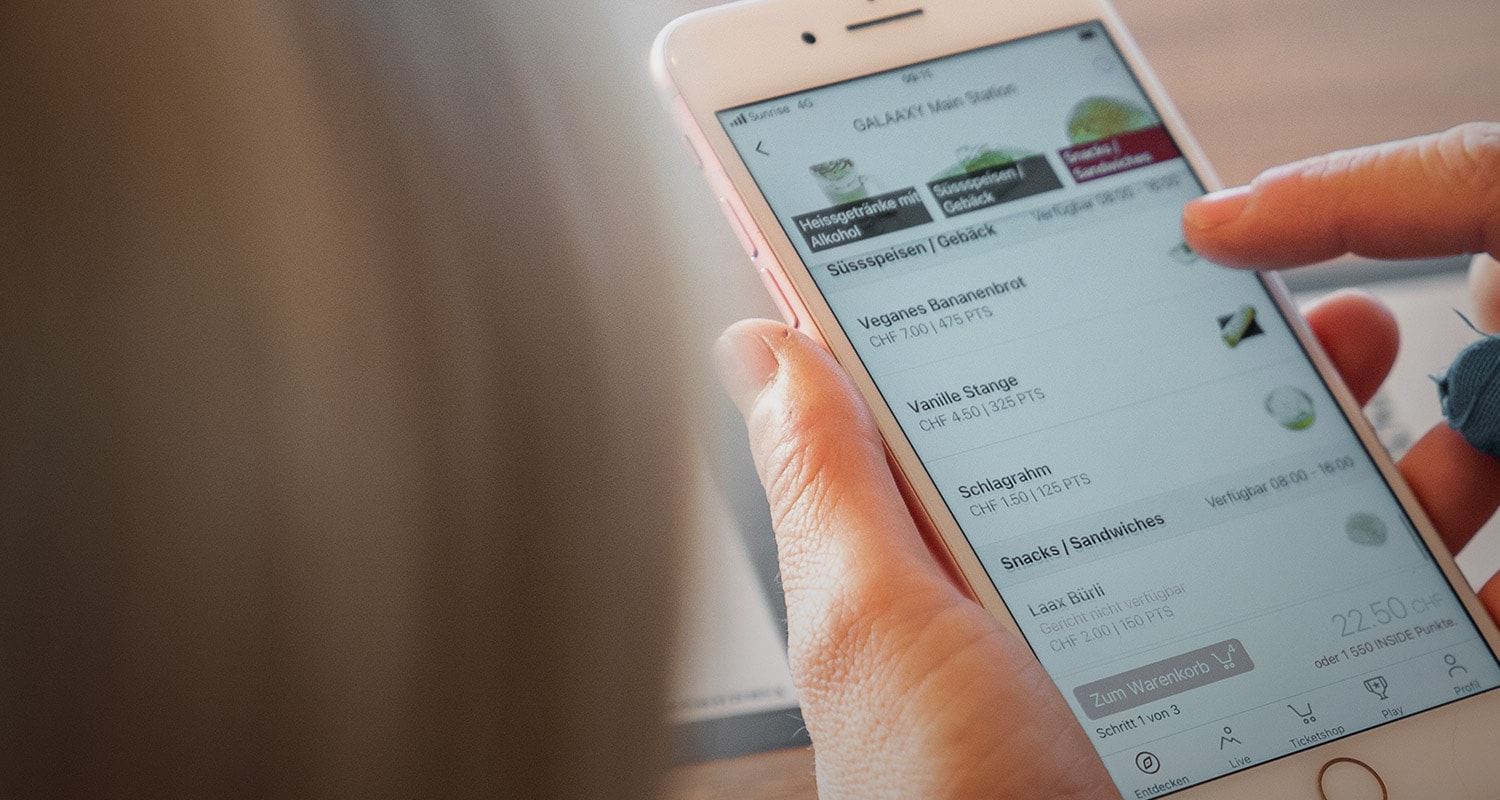 Sunrise 4G
09:11
GALAAXY Main Station
Heissgetränke mit
Alkohol
Süssspeisen /
Gebäck
Snacks /
Sandwiches
Süssspeisen / Gebäck
Verfügbar 08:00 - 16:00
Veganes Bananenbrot
CHF 7.00 | 475 PTS
Vanille Stange
CHF 4.50 | 325 PTS
Schlagrahm
CHF 1.50 | 125 PTS
Snacks / Sandwiches
Verfügbar 08:00 - 16:00
Laax Bürli
Gericht nicht verfügbar
CHF 2.00 | 150 PTS
Zum Warenkorb 4
22.50 CHF
oder 1 550 INSIDE Punkte.
Schritt 1 von 3
Entdecken
Live
Ticketshop
Play
Profil